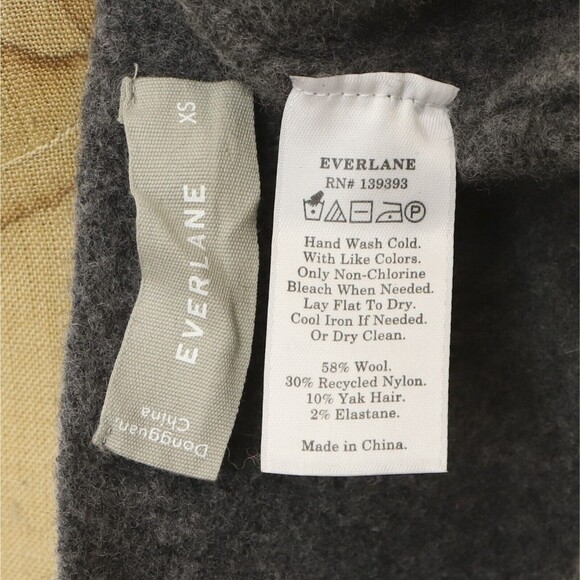 XS
EVERLANE
Dongguan,
China
EVERLANE
RN# 139393
P
Hand Wash Cold.
With Like Colors.
Only Non-Chlorine
Bleach When Needed.
Lay Flat To Dry.
Cool Iron If Needed.
Or Dry Clean.
58% Wool.
30% Recycled Nylon.
10% Yak Hair.
2% Elastane.
Made in China.